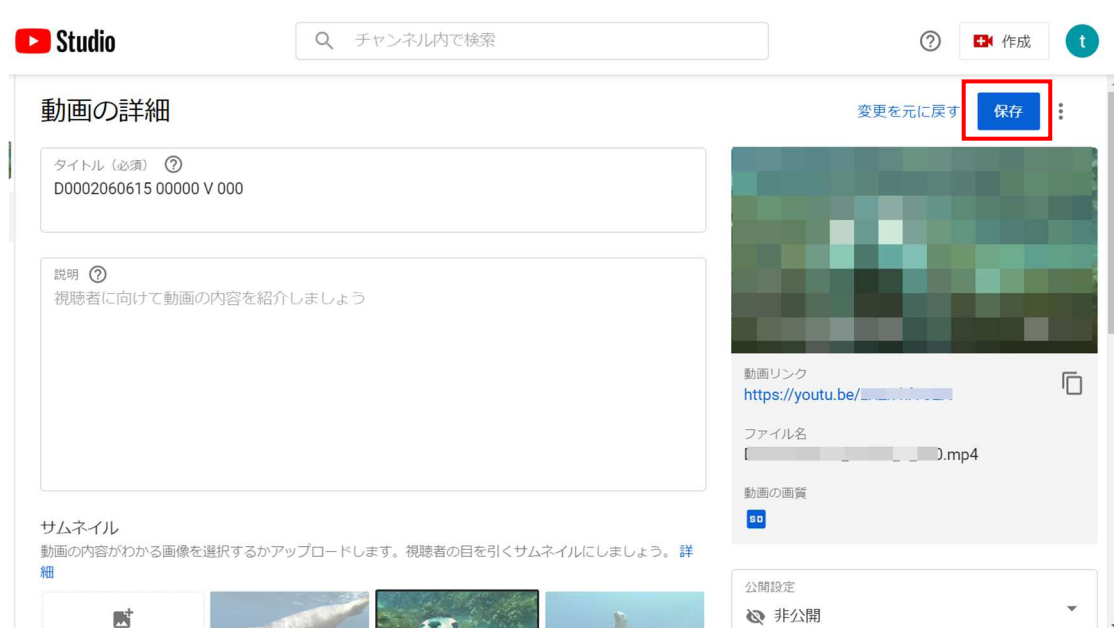 Studio
チャンネル内で検索
作成
t
動画の詳細
変更を元に戻す
保存
タイトル（必須）
D0002060615 00000 V 000
説明
視聴者に向けて動画の内容を紹介しましょう
動画リンク
https://youtu.be/
ファイル名
.mp4
動画の画質
SD
サムネイル
動画の内容がわかる画像を選択するかアップロードします。視聴者の目を引くサムネイルにしましょう。詳
細
公開設定
非公開